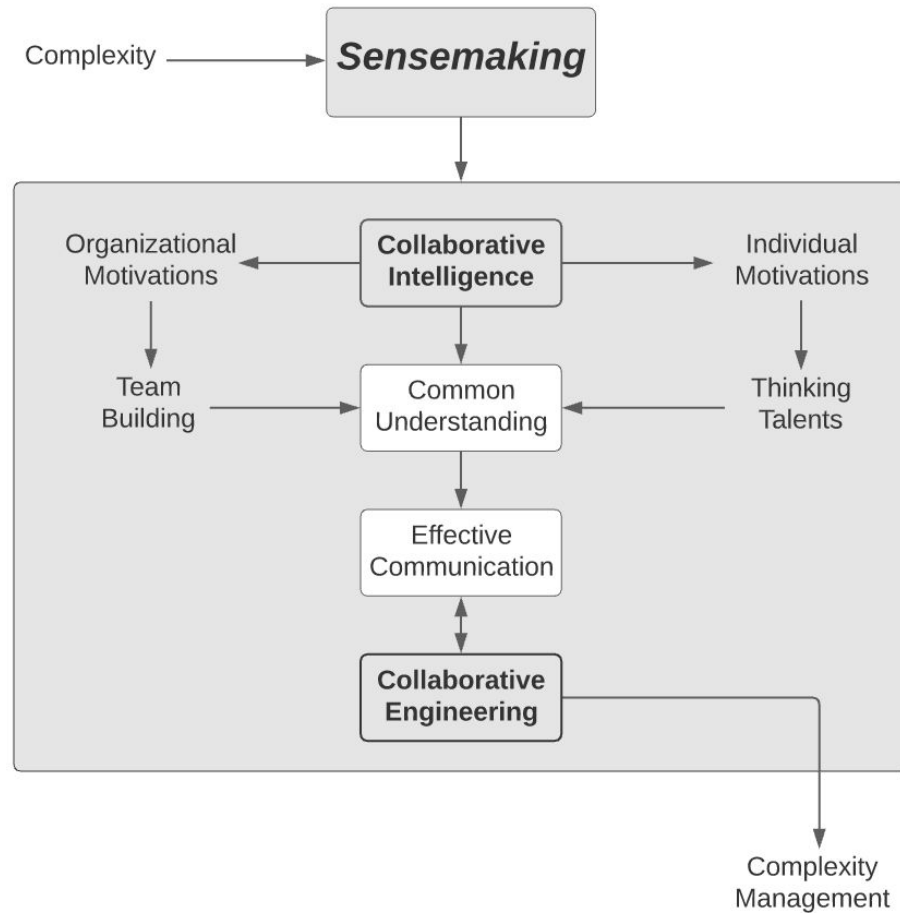 Complexity
Sensemaking
Organizational
Motivations
Collaborative
Intelligence
Individual
Motivations
Team
Building
Common
Understanding
Thinking
Talents
Effective
Communication
Collaborative
Engineering
Complexity
Management